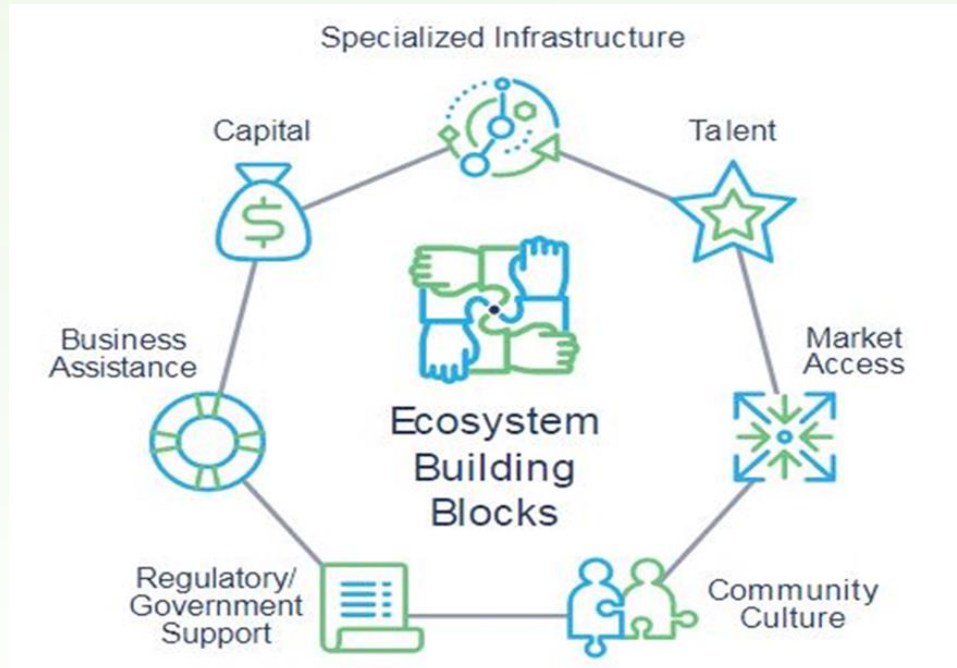 Specialized Infrastructure
Capital
Talent
$
Business
Assistance
Market
Access
Ecosystem
Building
Blocks
Regulatory/
Government
Support
Community
Culture